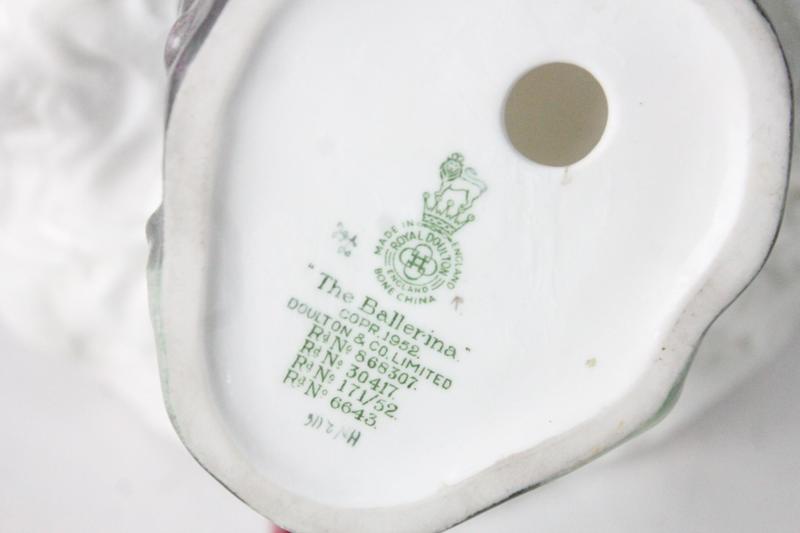 MADE IN ENGLAND
ROYAL DOULTON
ENGLAND
BONE CHINA
"The Ballerina."
COPR. 1952.
DOULTON & CO. LIMITED
Rd No 868307.
Rd No 30417.
Rd No 171/52.
Rd No 6643.